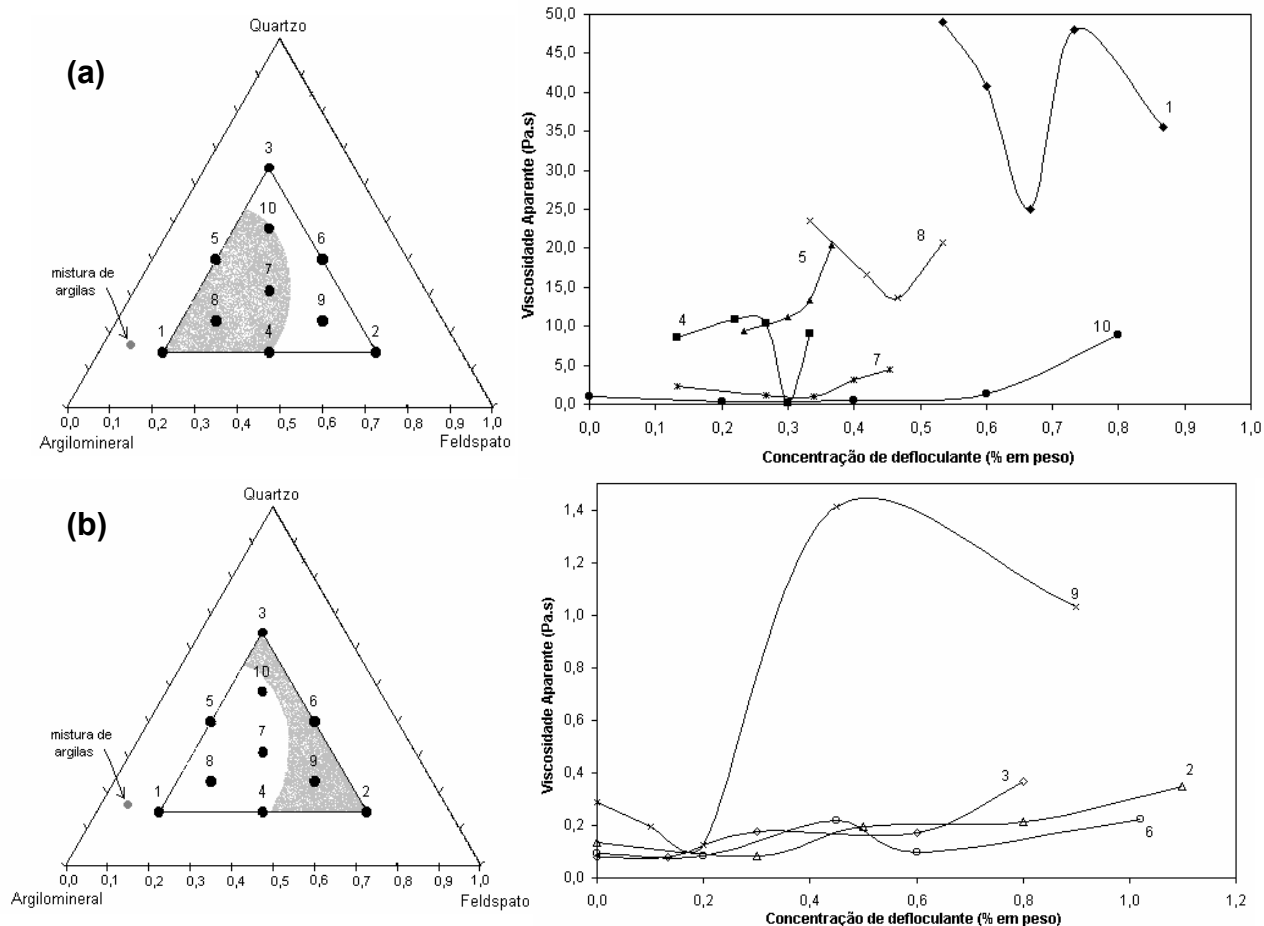 (a)
Quartzo
3
10
5
6
7
mistura de
argilas
8
9
1
4
2
0,0 0,1 0,2 0,3 0,4 0,5 0,6 0,7 0,8 0,9 1,0
Argilomineral
Feldspato
Viscosidade Aparente (Pa.s)
50,0
45,0
40,0
35,0
30,0
25,0
20,0
15,0
10,0
5,0
0,0
1
8
5
4
7
10
0,0 0,1 0,2 0,3 0,4 0,5 0,6 0,7 0,8 0,9 1,0
Concentração de defloculante (% em peso)
(b)
Quartzo
3
10
5
6
7
mistura de
argilas
8
9
1
4
2
0,0 0,1 0,2 0,3 0,4 0,5 0,6 0,7 0,8 0,9 1,0
Argilomineral
Feldspato
Viscosidade Aparente (Pa.s)
1,4
1,2
1,0
0,8
0,6
0,4
0,2
0,0
9
3
2
6
0,0 0,2 0,4 0,6 0,8 1,0 1,2
Concentração de defloculante (% em peso)